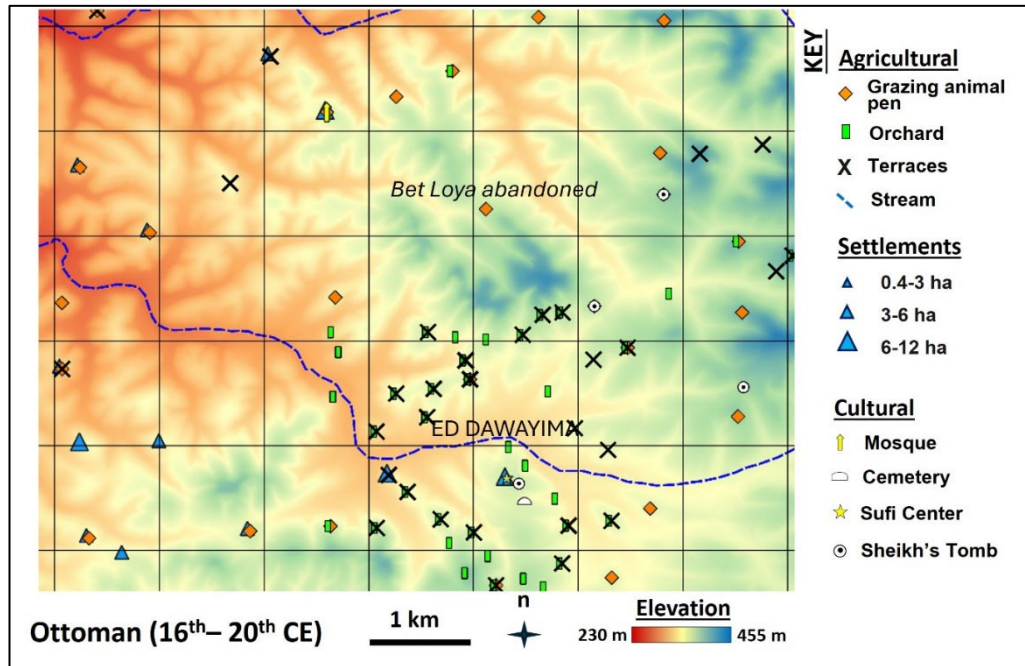 Bet Loya abandoned
ED DAWAYIMA
Ottoman (16th– 20th CE)
1 km
n
Elevation
230 m
455 m
KEY
Agricultural
Grazing animal
pen
Orchard
Terraces
Stream
Settlements
0.4-3 ha
3-6 ha
6-12 ha
Cultural
Mosque
Cemetery
Sufi Center
Sheikh's Tomb